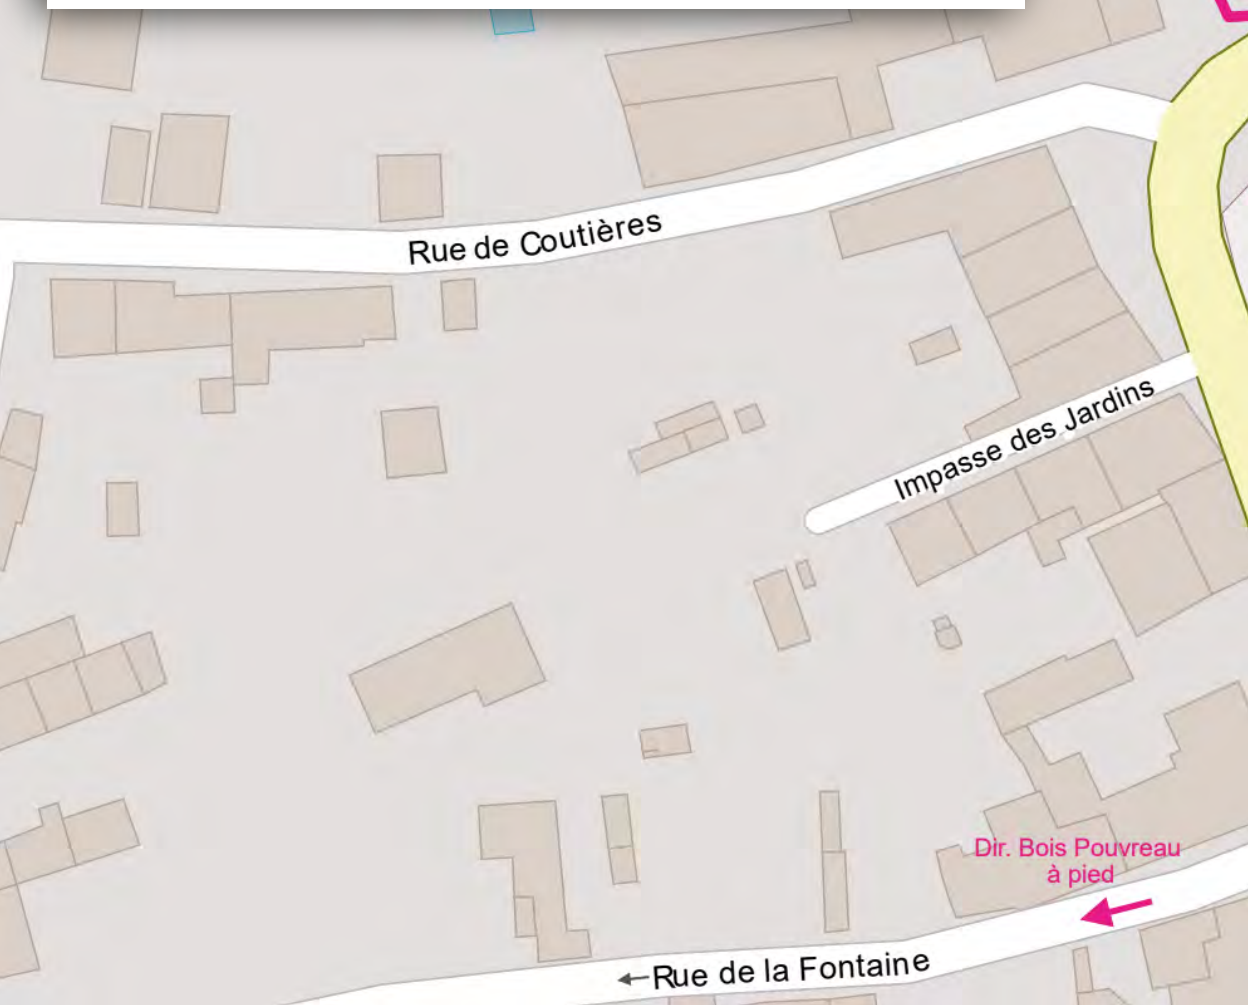 Rue de Coutières
Impasse des Jardins
Dir. Bois Pouvreau
à pied
←Rue de la Fontaine